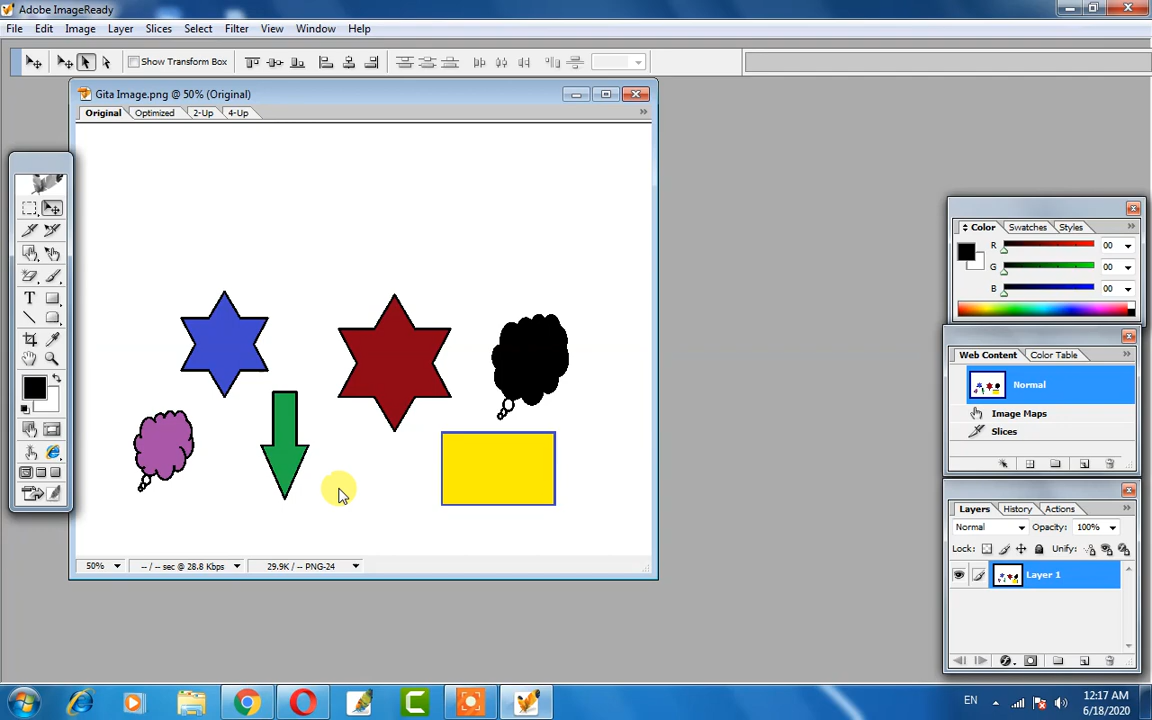 Adobe ImageReady
File Edit Image Layer Slices Select Filter View Window Help
Show Transform Box
Gita Image.png @ 50% (Original)
Original Optimized 2-Up 4-Up
Color Swatches Styles
R 00
G 00
B 00
Web Content Color Table
Normal
Image Maps
Slices
T
Layers History Actions
Normal Opacity: 100%
Lock: Unify:
Layer 1
50% -- / -- sec @ 28.8 Kbps 29.9K / -- PNG-24
EN
12:17 AM
6/18/2020